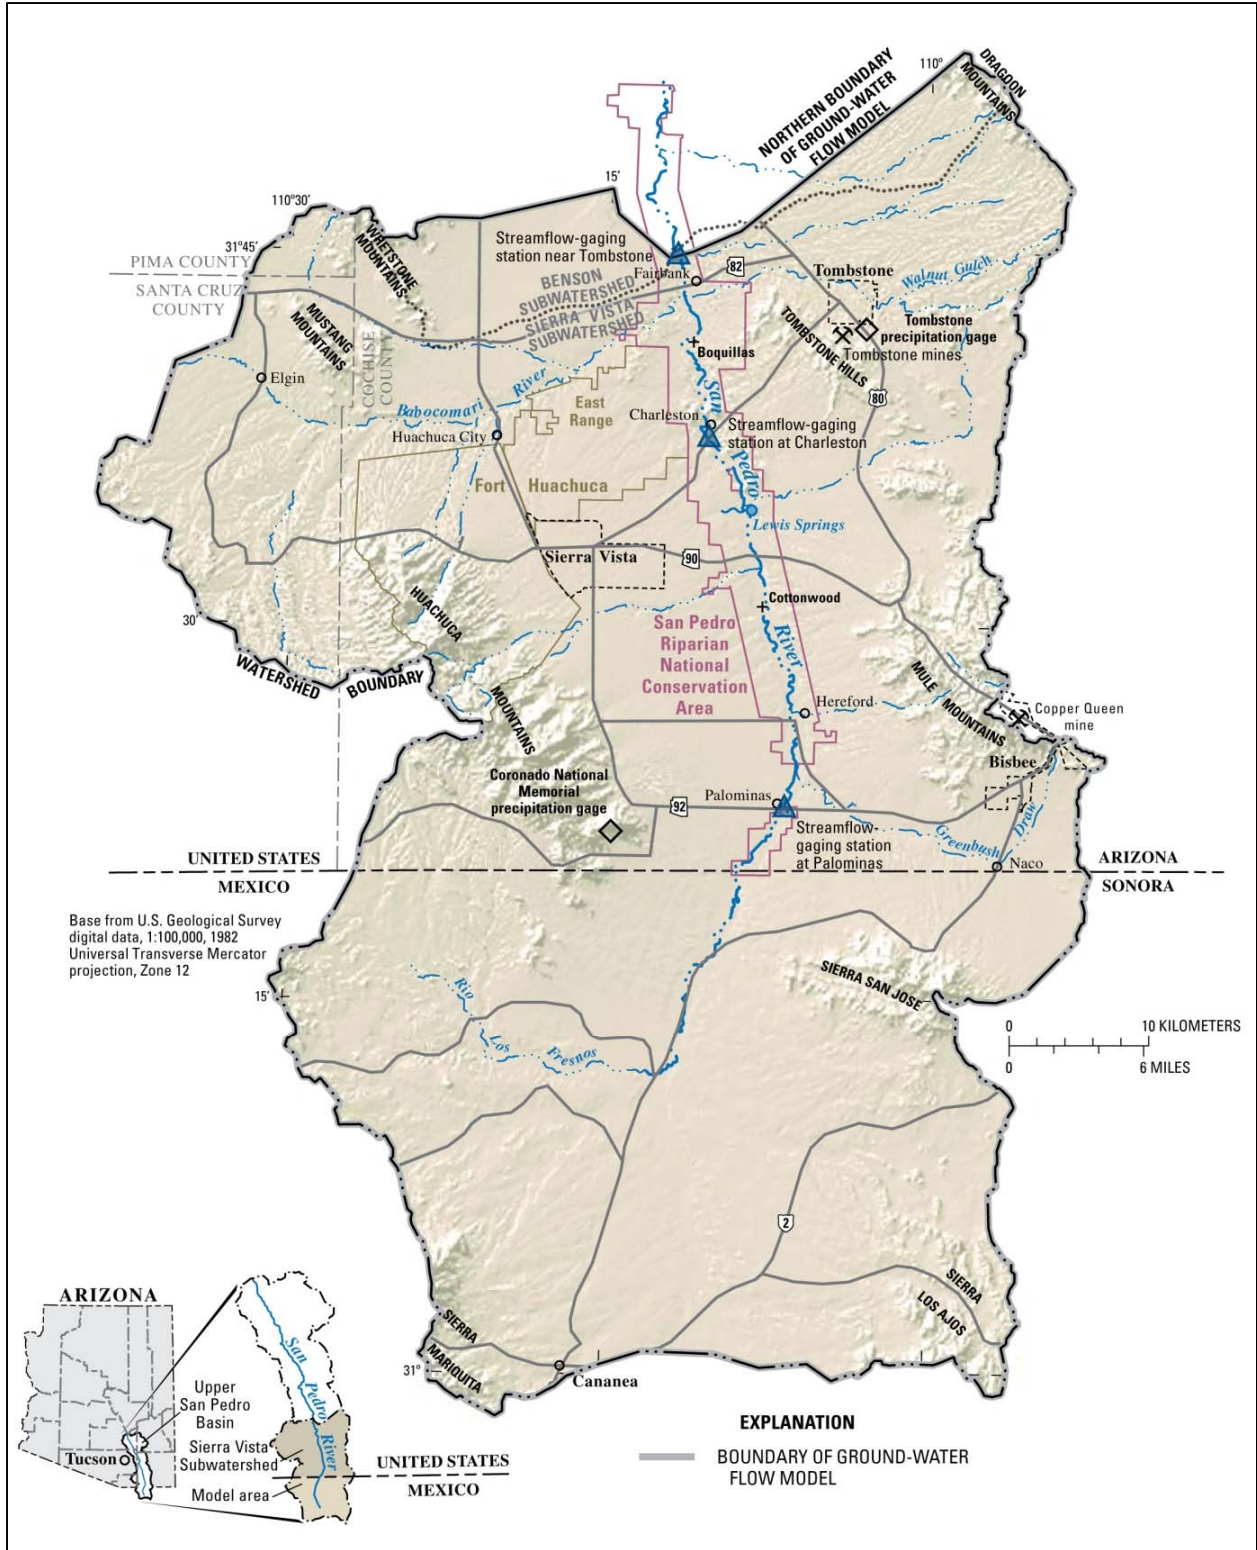 110°
DRAGOON
MOUNTAINS
NORTHERN BOUNDARY
OF GROUND-WATER
FLOW MODEL
15'
110°30'
31°45'
WHETSTONE
MOUNTAINS
Streamflow-gaging
station near Tombstone
PIMA COUNTY
SANTA CRUZ
COUNTY
BENSON
SUBWATERSHED
SIERRA VISTA
SUBWATERSHED
Fairbank
82
Tombstone
Walnut Gulch
MUSTANG
MOUNTAINS
COCHISE
COUNTY
TOMBSTONE HILLS
Tombstone
precipitation gage
Tombstone mines
Boquillas
Elgin
Babocomari River
East
Range
80
San Pedro River
Charleston
Streamflow-gaging
station at Charleston
Huachuca City
Fort Huachuca
Lewis Springs
Sierra Vista
90
HUACHUCA
MOUNTAINS
Cottonwood
30'
San Pedro
Riparian
National
Conservation
Area
WATERSHED BOUNDARY
MULE
MOUNTAINS
Hereford
Copper Queen
mine
Bisbee
Coronado National
Memorial
precipitation gage
92
Palominas
Streamflow-
gaging station
at Palominas
Greenbush Draw
Naco
UNITED STATES
MEXICO
ARIZONA
SONORA
Base from U.S. Geological Survey
digital data, 1:100,000, 1982
Universal Transverse Mercator
projection, Zone 12
15'
Rio Los Fresnos
SIERRA SAN JOSE
0 10 KILOMETERS
0 6 MILES
2
SIERRA
LOS AJOS
SIERRA
MARIQUITA
31°
Cananea
ARIZONA
Upper
San Pedro
Basin
Tucson
San Pedro River
Sierra Vista
Subwatershed
Model area
UNITED STATES
MEXICO
EXPLANATION
BOUNDARY OF GROUND-WATER
FLOW MODEL